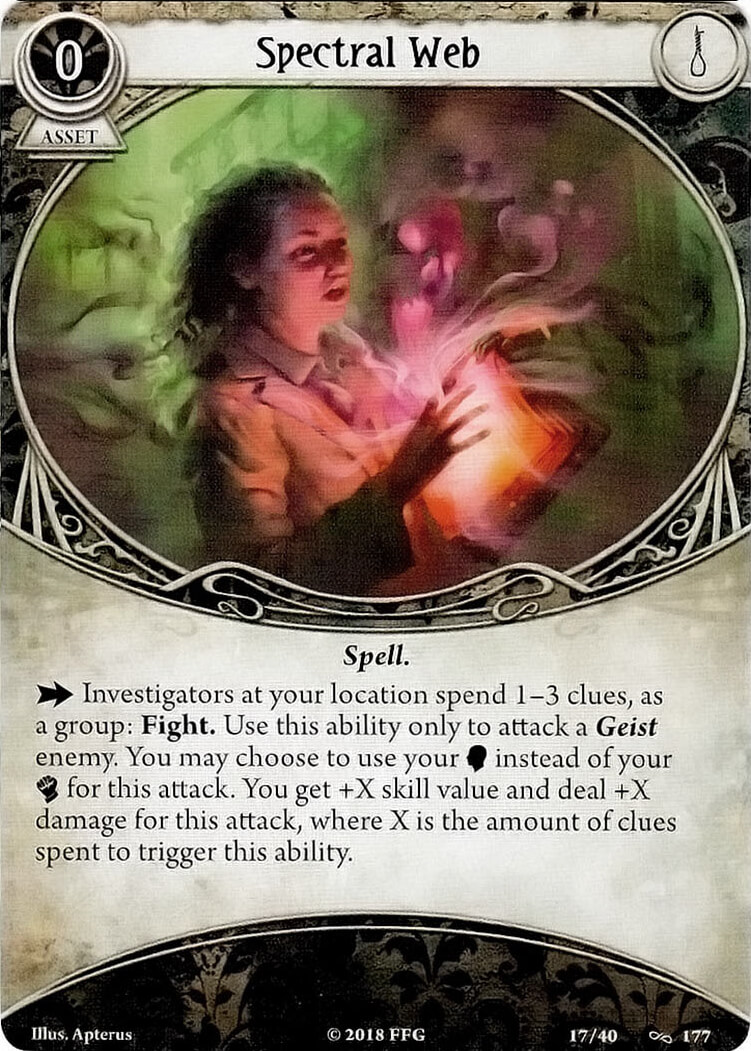 0
Spectral Web
ASSET
Spell.
Investigators at your location spend 1–3 clues, as
a group: Fight. Use this ability only to attack a Geist
enemy. You may choose to use your instead of your
for this attack. You get +X skill value and deal +X
damage for this attack, where X is the amount of clues
spent to trigger this ability.
Illus. Apterus
© 2018 FFG
17/40
177